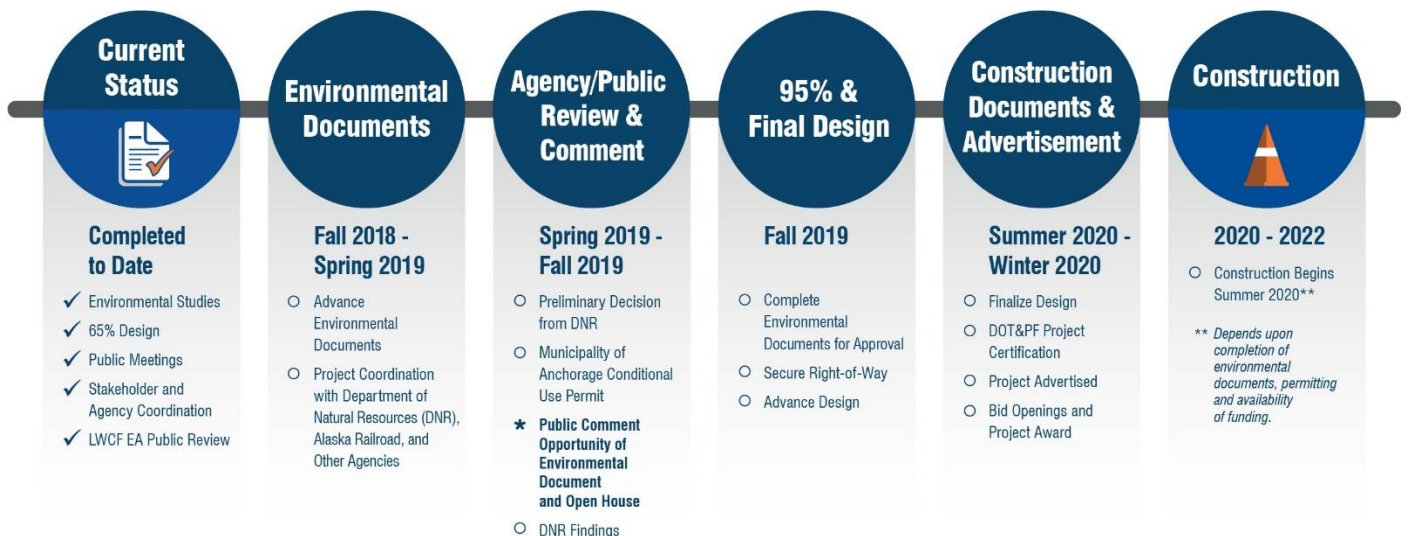 Current
Status
Completed
to Date
✓ Environmental Studies
✓ 65% Design
✓ Public Meetings
✓ Stakeholder and
Agency Coordination
✓ LWCF EA Public Review
Environmental
Documents
Fall 2018 -
Spring 2019
○ Advance
Environmental
Documents
○ Project Coordination
with Department of
Natural Resources (DNR),
Alaska Railroad, and
Other Agencies
Agency/Public
Review &
Comment
Spring 2019 -
Fall 2019
○ Preliminary Decision
from DNR
○ Municipality of
Anchorage Conditional
Use Permit
* Public Comment
Opportunity of
Environmental
Document
and Open House
○ DNR Findings
95% &
Final Design
Fall 2019
○ Complete
Environmental
Documents for Approval
○ Secure Right-of-Way
○ Advance Design
Construction
Documents &
Advertisement
Summer 2020 -
Winter 2020
○ Finalize Design
○ DOT&PF Project
Certification
○ Project Advertised
○ Bid Openings and
Project Award
Construction
2020 - 2022
○ Construction Begins
Summer 2020**
** Depends upon
completion of
environmental
documents, permitting
and availability
of funding.